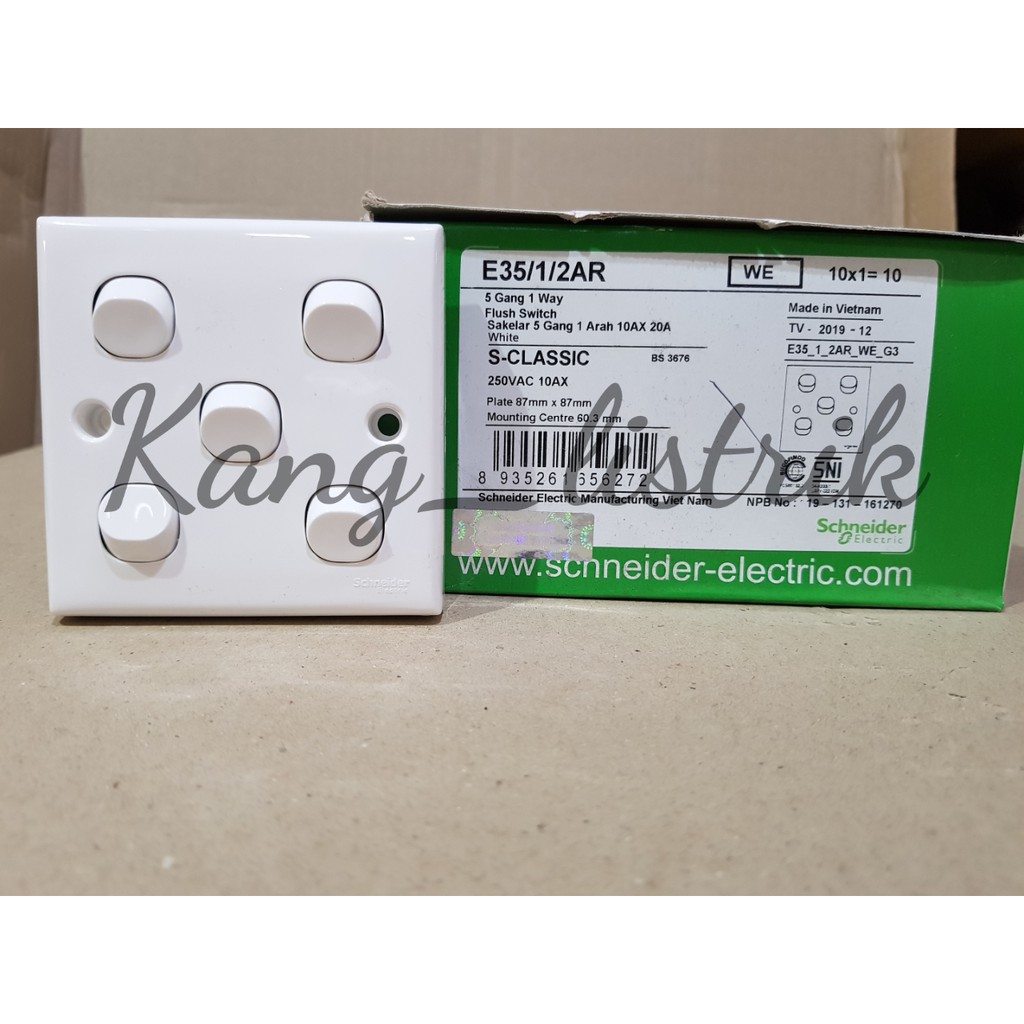 E35/1/2AR
WE
10x1= 10
5 Gang 1 Way
Flush Switch
Sakelar 5 Gang 1 Arah 10AX 20A
White
S-CLASSIC
BS 3676
250VAC 10AX
Plate 87mm x 87mm
Mounting Centre 60.3 mm
Made in Vietnam
TV - 2019 - 12
E35_1_2AR_WE_G3
SNI
8 935261 656272
Schneider Electric Manufacturing Viet Nam
NPB No : 19 - 131 - 161270
Schneider
Electric
www.schneider-electric.com
Schneider
Electric
Kang_listrik